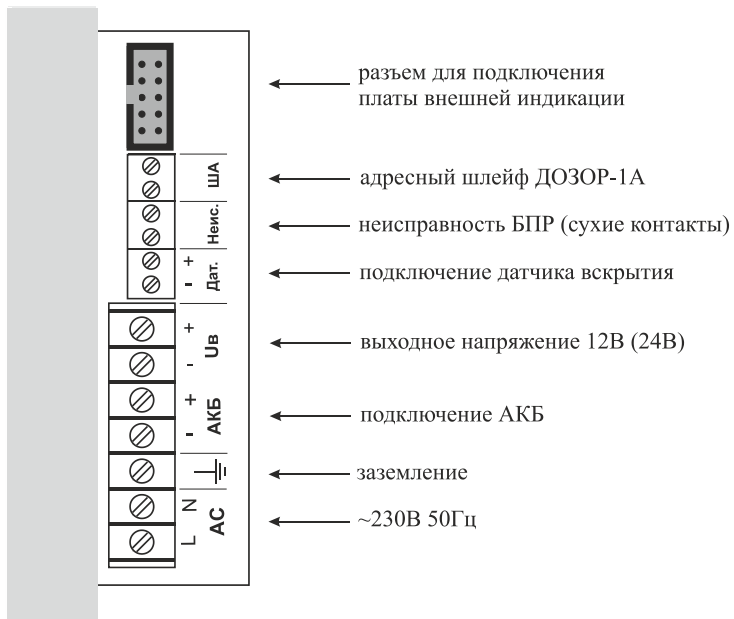 разъем для подключения
платы внешней индикации
ША
адресный шлейф ДОЗОР-1А
Неис.
неисправность БПР (сухие контакты)
+
-
Дат.
подключение датчика вскрытия
+
-
Uв
выходное напряжение 12В (24В)
+
-
АКБ
подключение АКБ
заземление
N
L
АС
~230В 50Гц